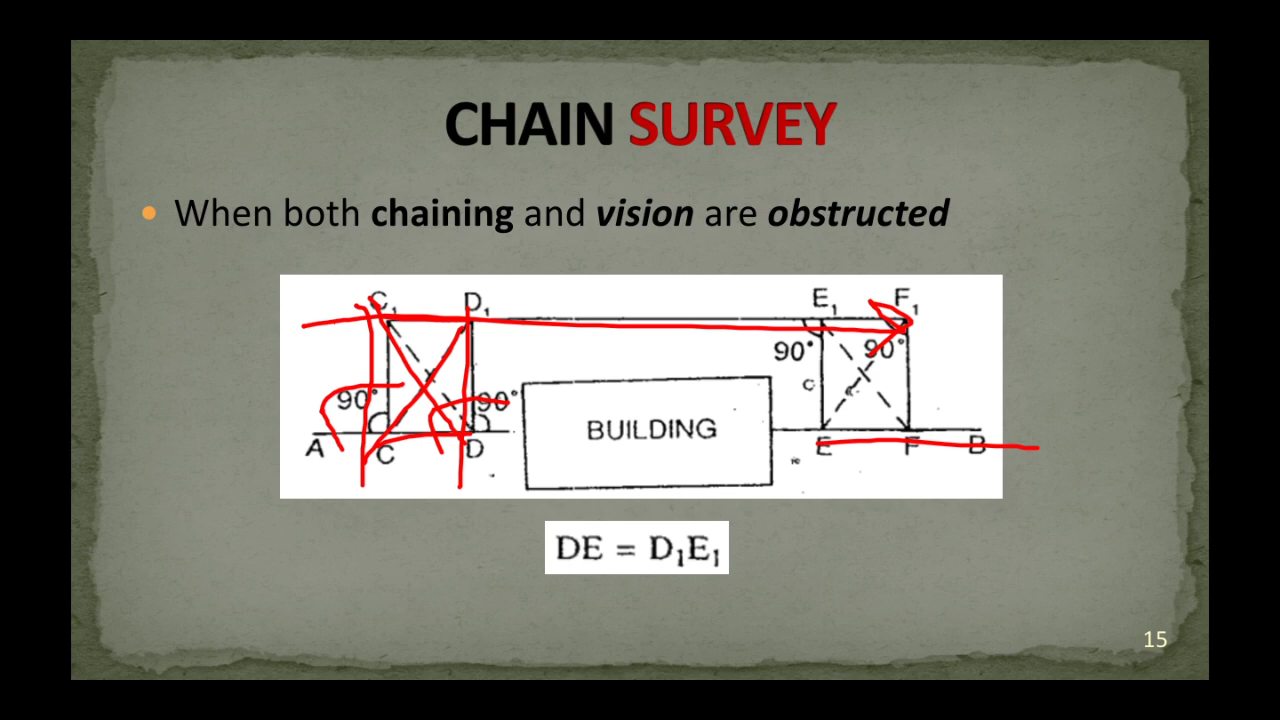 CHAIN SURVEY
• When both chaining and vision are obstructed
C₁ D₁ E₁ F₁
90° 90°
90° 90°
BUILDING
A C D E F B
DE = D₁E₁
15